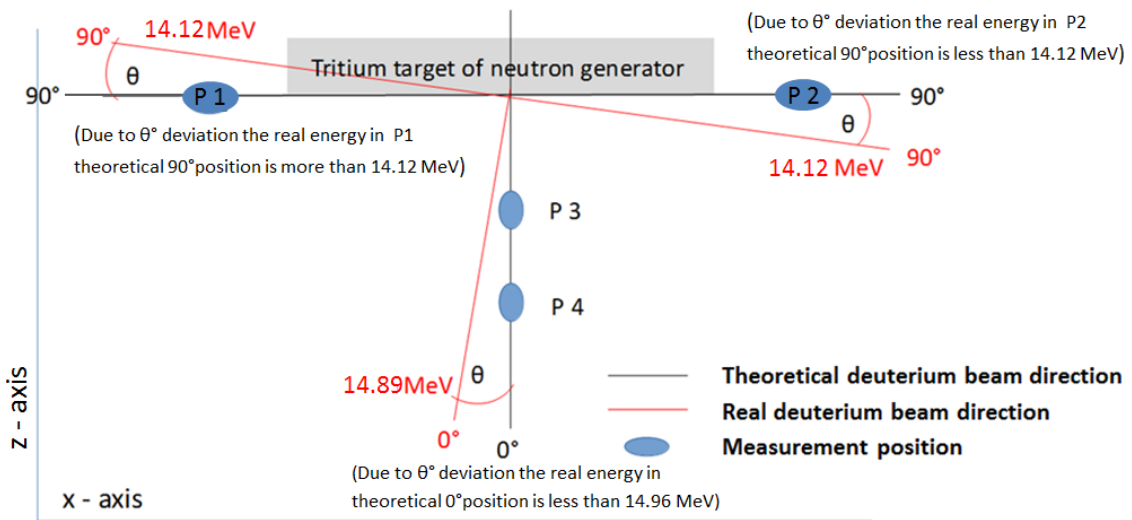 (Due to θ° deviation the real energy in P2
theoretical 90°position is less than 14.12 MeV)
90°
14.12 MeV
θ
Tritium target of neutron generator
90°
P 1
P 2
90°
θ
(Due to θ° deviation the real energy in P1
theoretical 90°position is more than 14.12 MeV)
14.12 MeV
90°
P 3
P 4
14.89MeV
θ
0°
0°
Theoretical deuterium beam direction
Real deuterium beam direction
Measurement position
(Due to θ° deviation the real energy in
theoretical 0°position is less than 14.96 MeV)
z - axis
x - axis